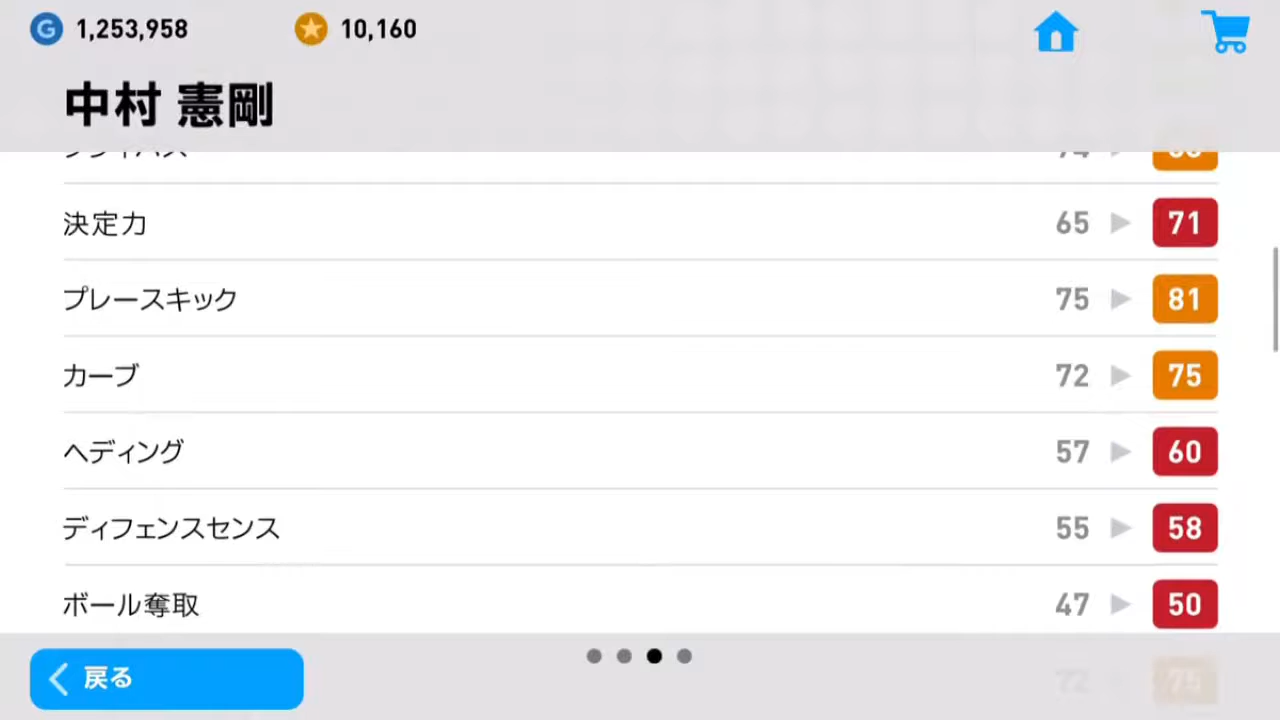 G 1,253,958 10,160
中村 憲剛
決定力 65 71
プレースキック 75 81
カーブ 72 75
ヘディング 57 60
ディフェンスセンス 55 58
ボール奪取 47 50
戻る
72 75